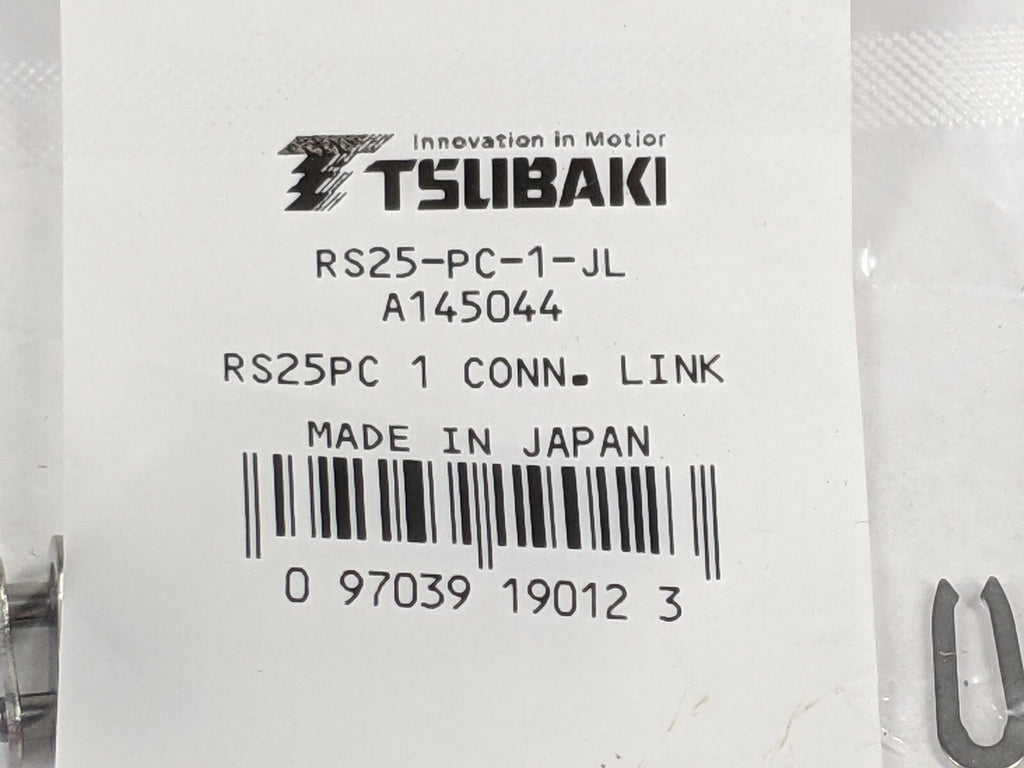 Innovation in Motion
TSUBAKI
RS25-PC-1-JL
A145044
RS25PC 1 CONN. LINK
MADE IN JAPAN
0 97039 19012 3